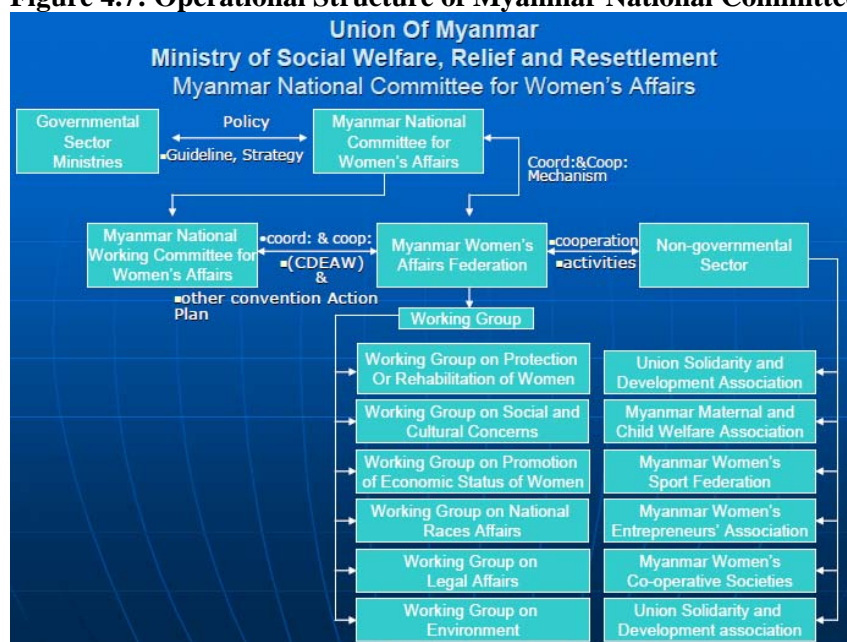 Figure 4.7: Operational Structure of Myanmar National Committee
Union Of Myanmar
Ministry of Social Welfare, Relief and Resettlement
Myanmar National Committee for Women's Affairs
Governmental
Sector
Ministries
Policy
Guideline, Strategy
Myanmar National
Committee for
Women's Affairs
Coord:&Coop:
Mechanism
Myanmar National
Working Committee for
Women's Affairs
coord: & coop:
(CDEAW)
&
other convention Action
Plan
Myanmar Women's
Affairs Federation
cooperation
activities
Non-governmental
Sector
Working Group
Working Group on Protection
Or Rehabilitation of Women
Working Group on Social and
Cultural Concerns
Working Group on Promotion
of Economic Status of Women
Working Group on National
Races Affairs
Working Group on
Legal Affairs
Working Group on
Environment
Union Solidarity and
Development Association
Myanmar Maternal and
Child Welfare Association
Myanmar Women's
Sport Federation
Myanmar Women's
Entrepreneurs' Association
Myanmar Women's
Co-operative Societies
Union Solidarity and
Development association